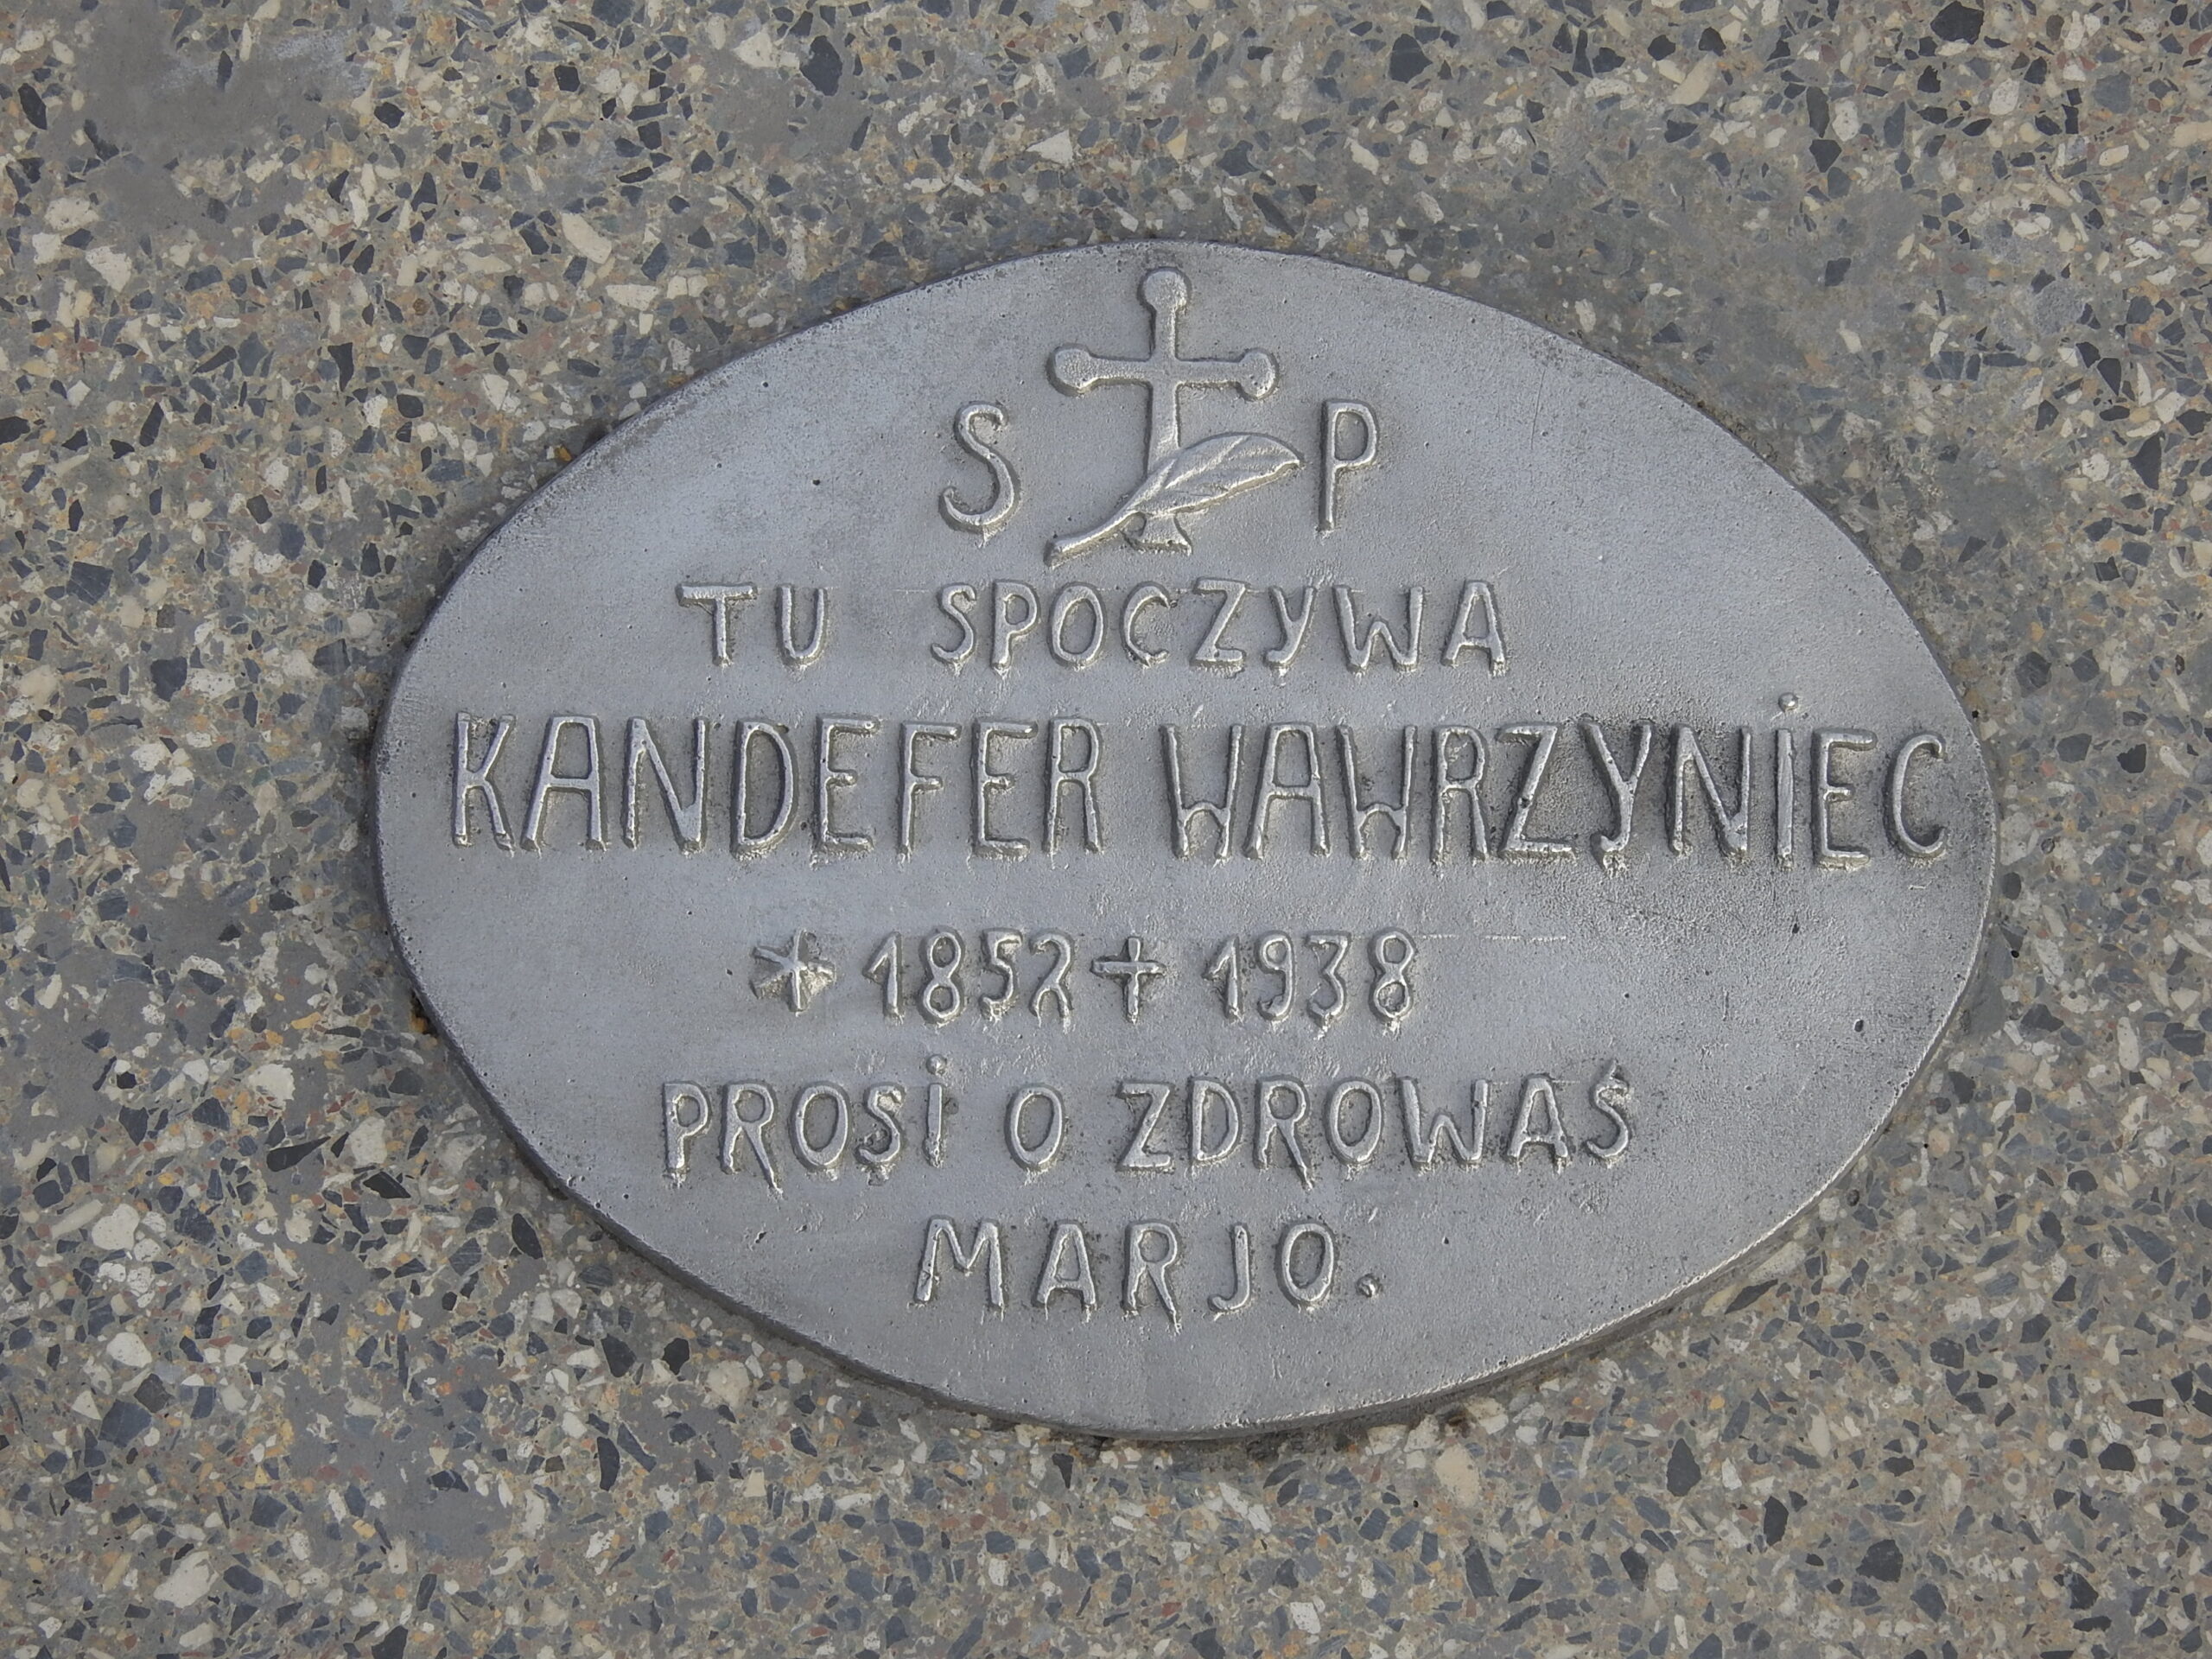 S P
TU SPOCZYWA
KANDEFER WAWRZYNiEC
* 1852 + 1938
PROSi O ZDROWAŚ
MARJO.